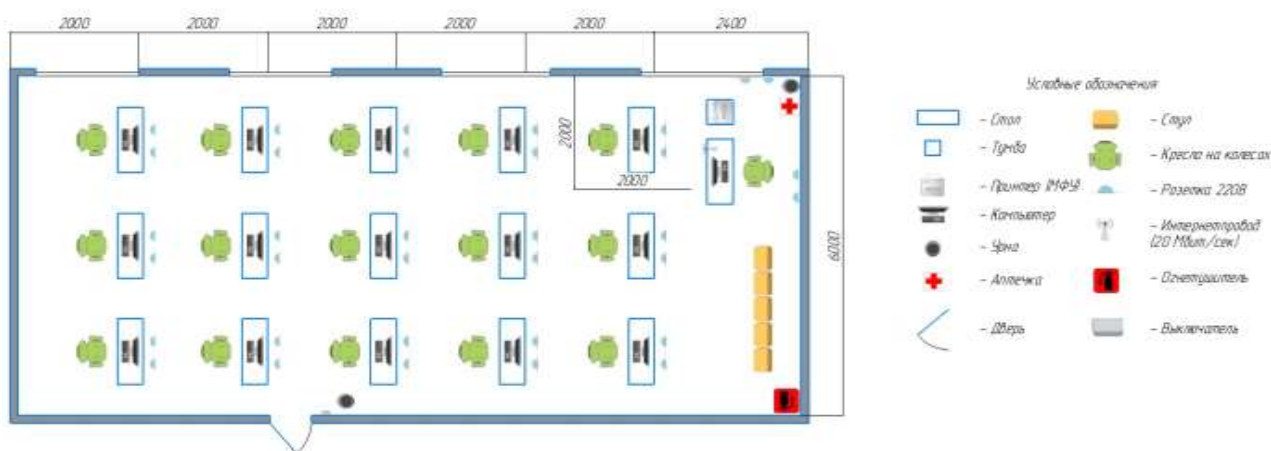 2000
2000
2000
2000
2000
2400
2000
2000
6000
Условные обозначения
- Стол
- Тумба
- Принтер (МФУ)
- Компьютер
- Урна
- Аптечка
- Дверь
- Стул
- Кресла на колесах
- Розетка 220В
- Интернетпровод
(20 Мбит/сек)
- Огнетушитель
- Выключатель